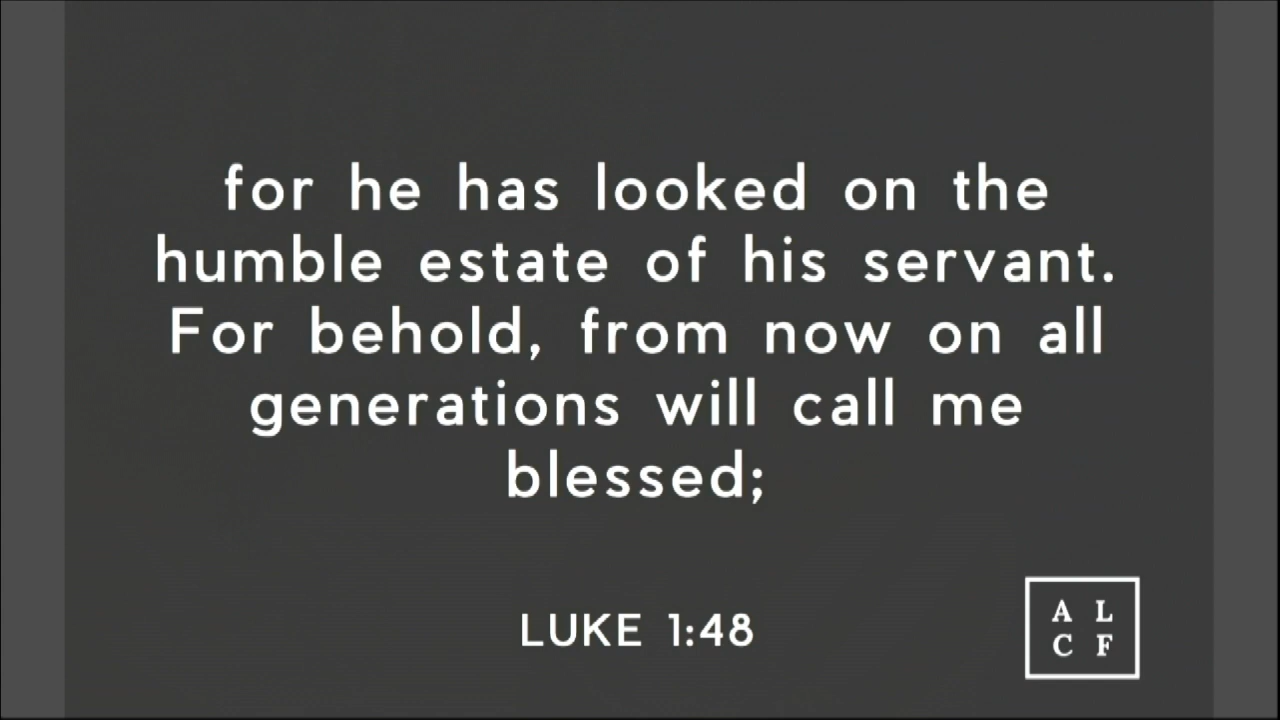 for he has looked on the
humble estate of his servant.
For behold, from now on all
generations will call me
blessed;
LUKE 1:48
A L
C F